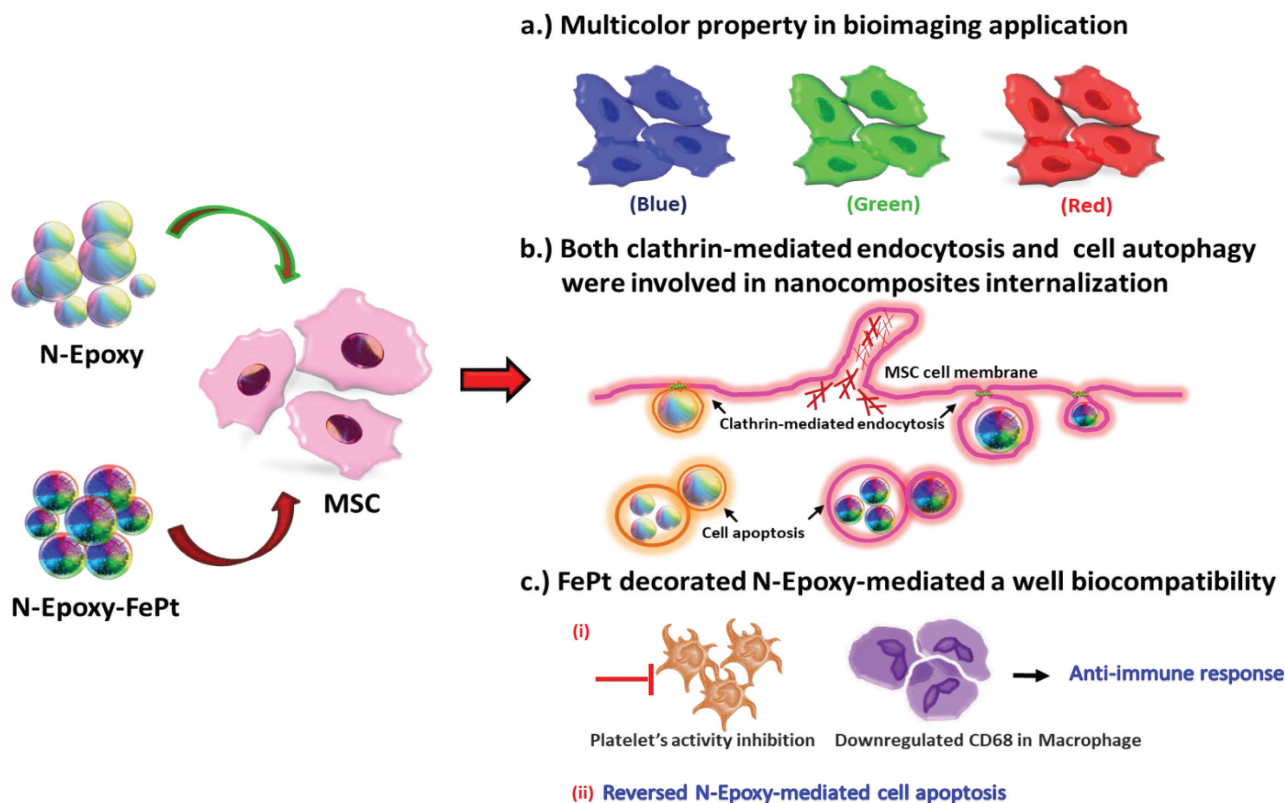 a.) Multicolor property in bioimaging application
(Blue)
(Green)
(Red)
N-Epoxy
MSC
N-Epoxy-FePt
b.) Both clathrin-mediated endocytosis and cell autophagy
were involved in nanocomposites internalization
MSC cell membrane
Clathrin-mediated endocytosis
Cell apoptosis
c.) FePt decorated N-Epoxy-mediated a well biocompatibility
(i)
Platelet's activity inhibition
Downregulated CD68 in Macrophage
Anti-immune response
(ii) Reversed N-Epoxy-mediated cell apoptosis